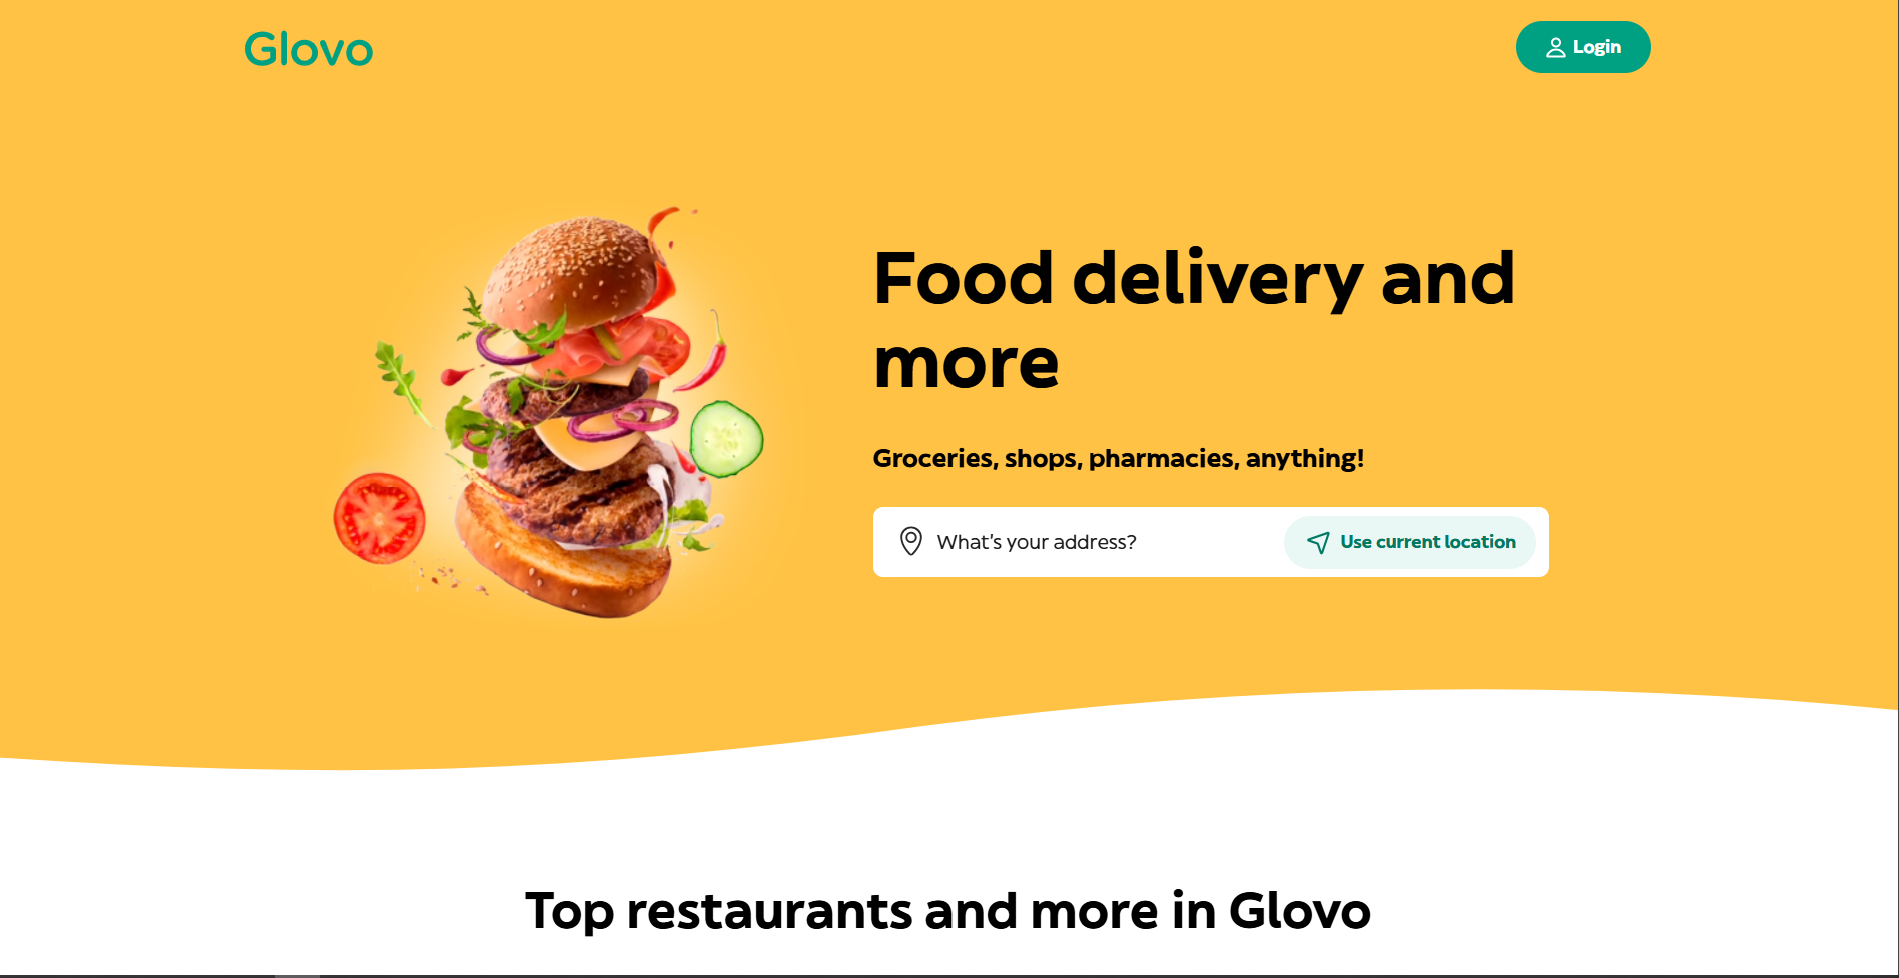 Glovo
Login
Food delivery and
more
Groceries, shops, pharmacies, anything!
What's your address?
Use current location
Top restaurants and more in Glovo